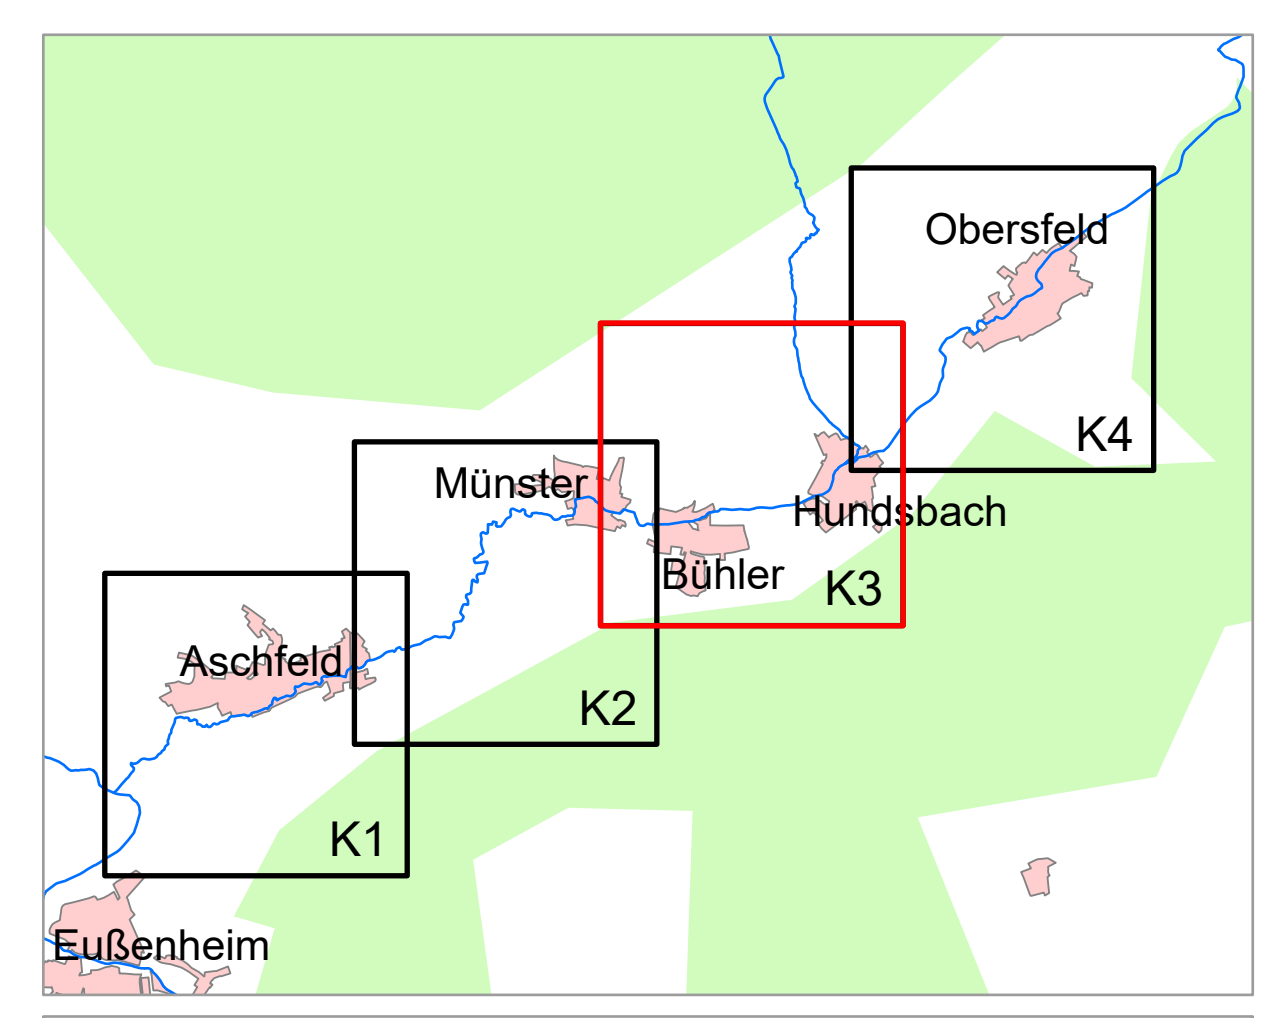 Obersfeld
K4
Münster
Hundsbach
Bühler
K3
Aschfeld
K2
K1
Eußenheim